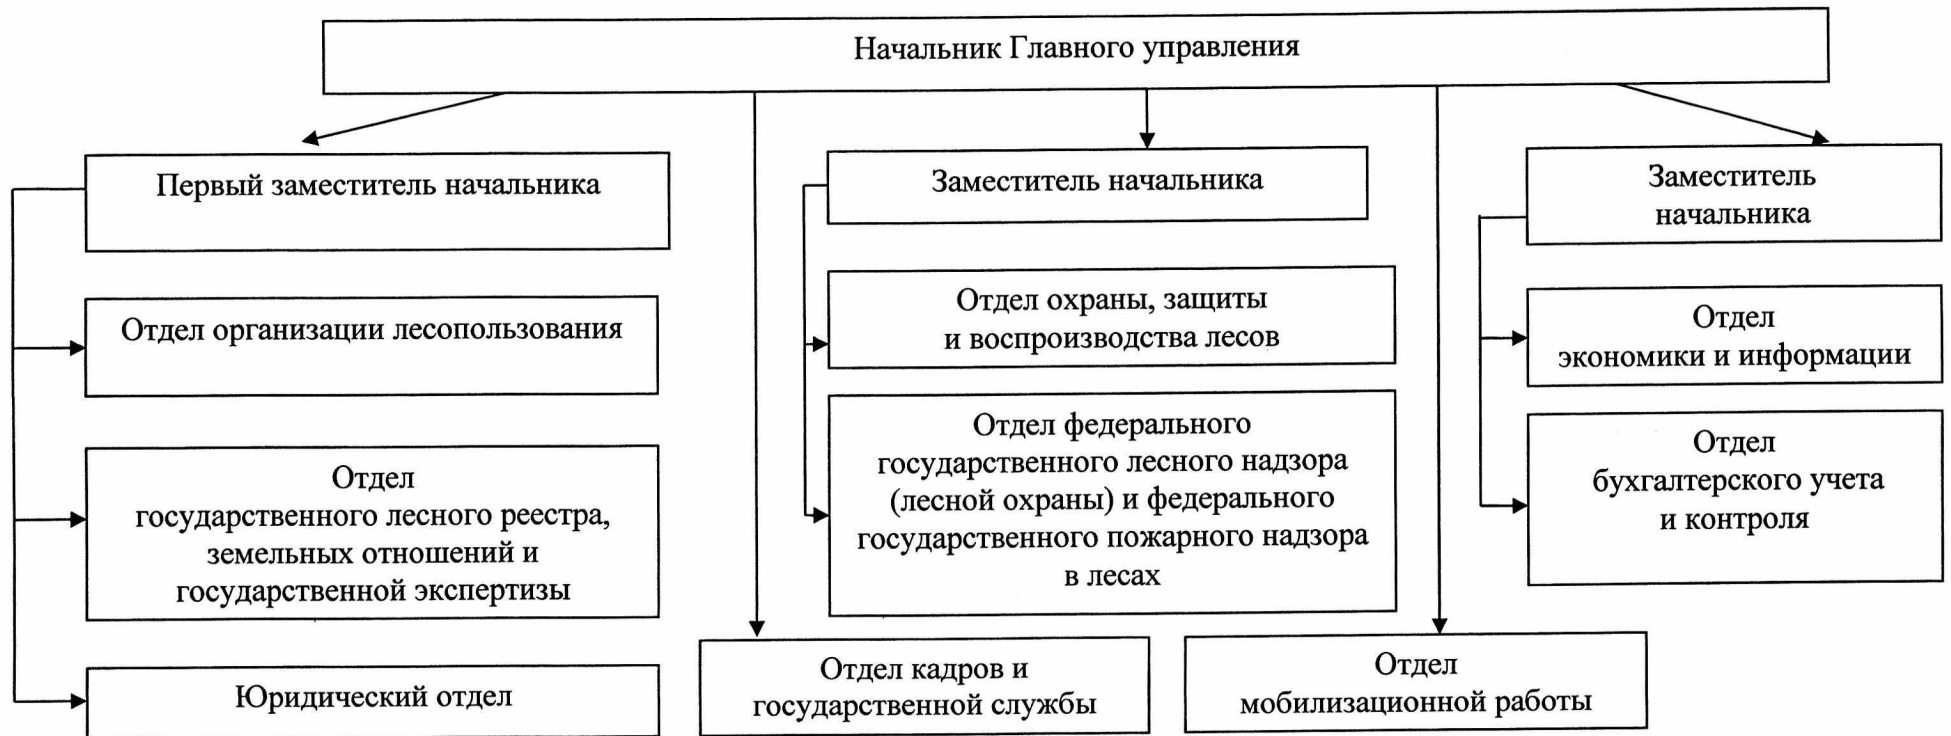 Начальник Главного управления
Первый заместитель начальника
Отдел организации лесопользования
Отдел
государственного лесного реестра,
земельных отношений и
государственной экспертизы
Юридический отдел
Заместитель начальника
Отдел охраны, защиты
и воспроизводства лесов
Отдел федерального
государственного лесного надзора
(лесной охраны) и федерального
государственного пожарного надзора
в лесах
Заместитель
начальника
Отдел
экономики и информации
Отдел
бухгалтерского учета
и контроля
Отдел кадров и
государственной службы
Отдел
мобилизационной работы